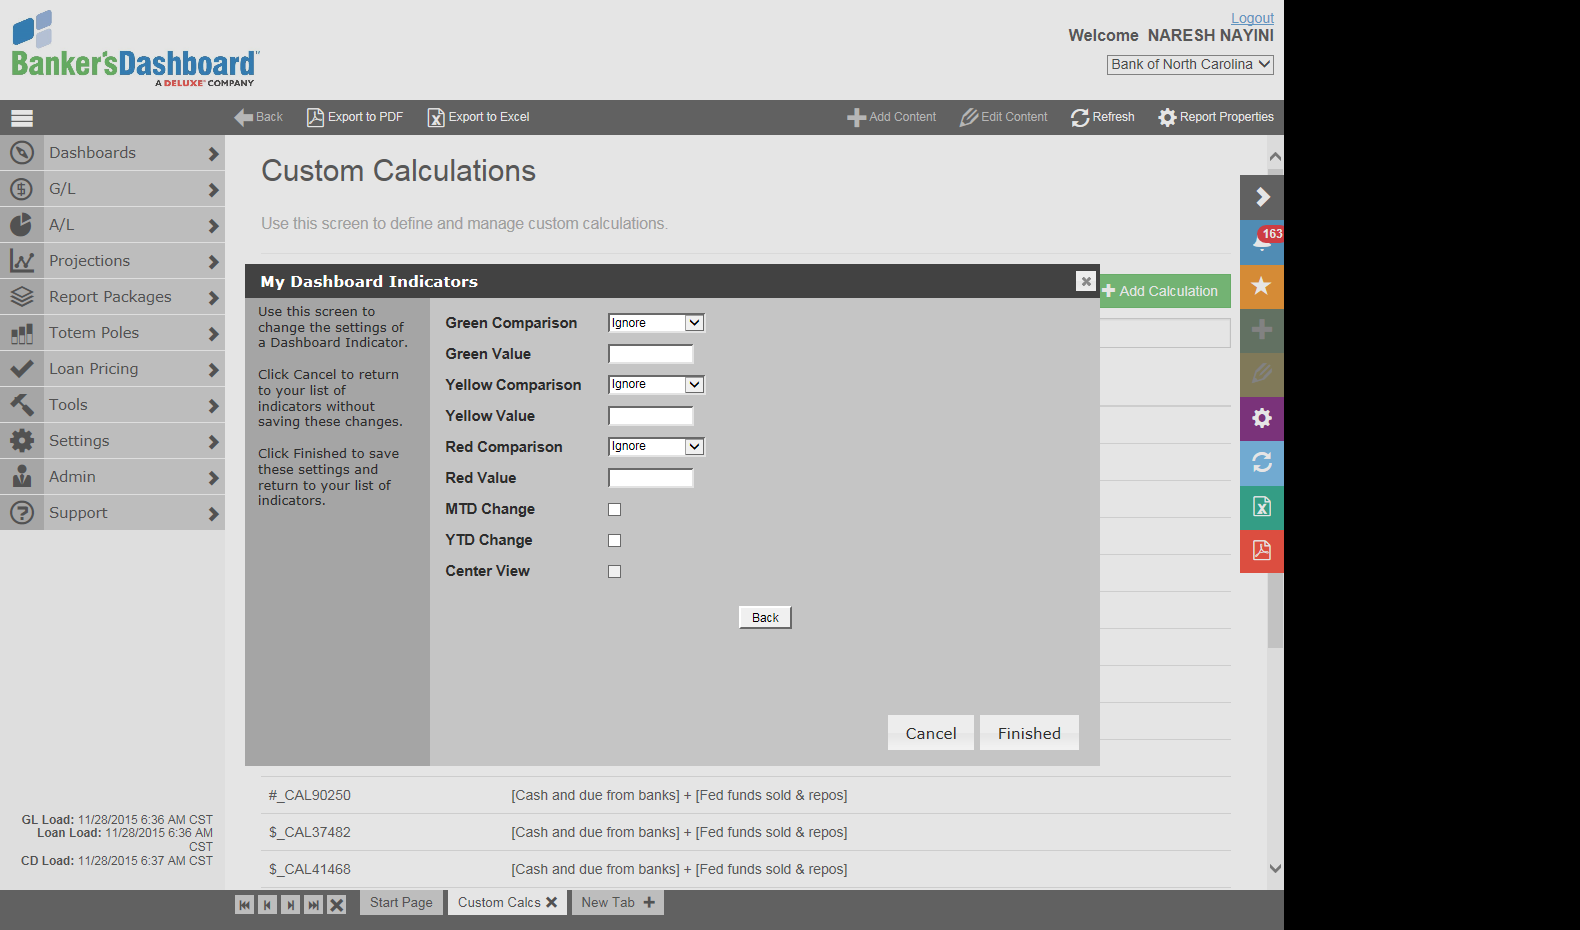 Logout
Welcome NARESH NAYINI
Bank of North Carolina
Banker'sDashboard
A DELUXE COMPANY
Back
Export to PDF
Export to Excel
Add Content
Edit Content
Refresh
Report Properties
Dashboards
G/L
A/L
Projections
Report Packages
Totem Poles
Loan Pricing
Tools
Settings
Admin
Support
Custom Calculations
Use this screen to define and manage custom calculations.
163
Add Calculation
My Dashboard Indicators
Use this screen to
change the settings of
a Dashboard Indicator.
Click Cancel to return
to your list of
indicators without
saving these changes.
Click Finished to save
these settings and
return to your list of
indicators.
Green Comparison Ignore
Green Value
Yellow Comparison Ignore
Yellow Value
Red Comparison Ignore
Red Value
MTD Change
YTD Change
Center View
Back
Cancel Finished
#_CAL90250 [Cash and due from banks] + [Fed funds sold & repos]
$_CAL37482 [Cash and due from banks] + [Fed funds sold & repos]
$_CAL41468 [Cash and due from banks] + [Fed funds sold & repos]
GL Load: 11/28/2015 6:36 AM CST
Loan Load: 11/28/2015 6:36 AM
CST
CD Load: 11/28/2015 6:37 AM CST
Start Page
Custom Calcs
New Tab